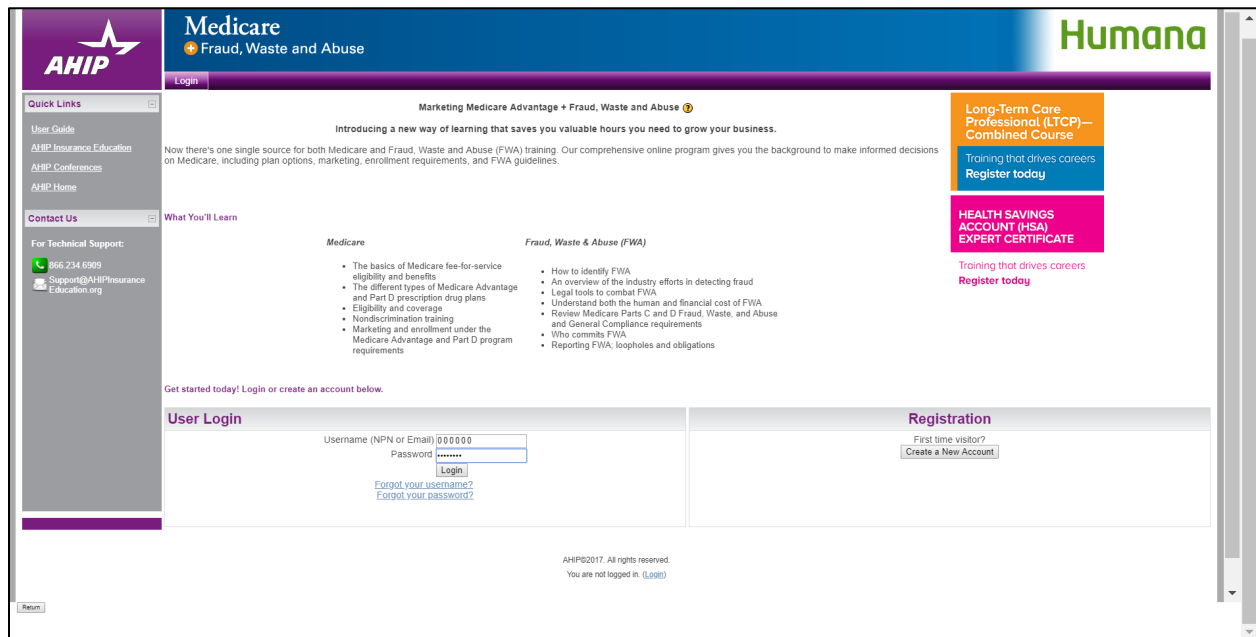 AHIP
Medicare
Fraud, Waste and Abuse
Humana
Login
Quick Links
User Guide
AHIP Insurance Education
AHIP Conferences
AHIP Home
Contact Us
For Technical Support:
866.234.6909
Support@AHIPInsurance
Education.org
Marketing Medicare Advantage + Fraud, Waste and Abuse ?
Introducing a new way of learning that saves you valuable hours you need to grow your business.
Now there's one single source for both Medicare and Fraud, Waste and Abuse (FWA) training. Our comprehensive online program gives you the background to make informed decisions
on Medicare, including plan options, marketing, enrollment requirements, and FWA guidelines.
What You'll Learn
Medicare
• The basics of Medicare fee-for-service
eligibility and benefits
• The different types of Medicare Advantage
and Part D prescription drug plans
• Eligibility and coverage
• Nondiscrimination training
• Marketing and enrollment under the
Medicare Advantage and Part D program
requirements
Fraud, Waste & Abuse (FWA)
• How to identify FWA
• An overview of the industry efforts in detecting fraud
• Legal tools to combat FWA
• Understand both the human and financial cost of FWA
• Review Medicare Parts C and D Fraud, Waste, and Abuse
and General Compliance requirements
• Who commits FWA
• Reporting FWA; loopholes and obligations
Long-Term Care
Professional (LTCP)—
Combined Course
Training that drives careers
Register today
HEALTH SAVINGS
ACCOUNT (HSA)
EXPERT CERTIFICATE
Training that drives careers
Register today
Get started today! Login or create an account below.
User Login
Username (NPN or Email) 000000
Password ••••••••
Login
Forgot your username?
Forgot your password?
Registration
First time visitor?
Create a New Account
AHIP©2017. All rights reserved.
You are not logged in. (Login)
Return